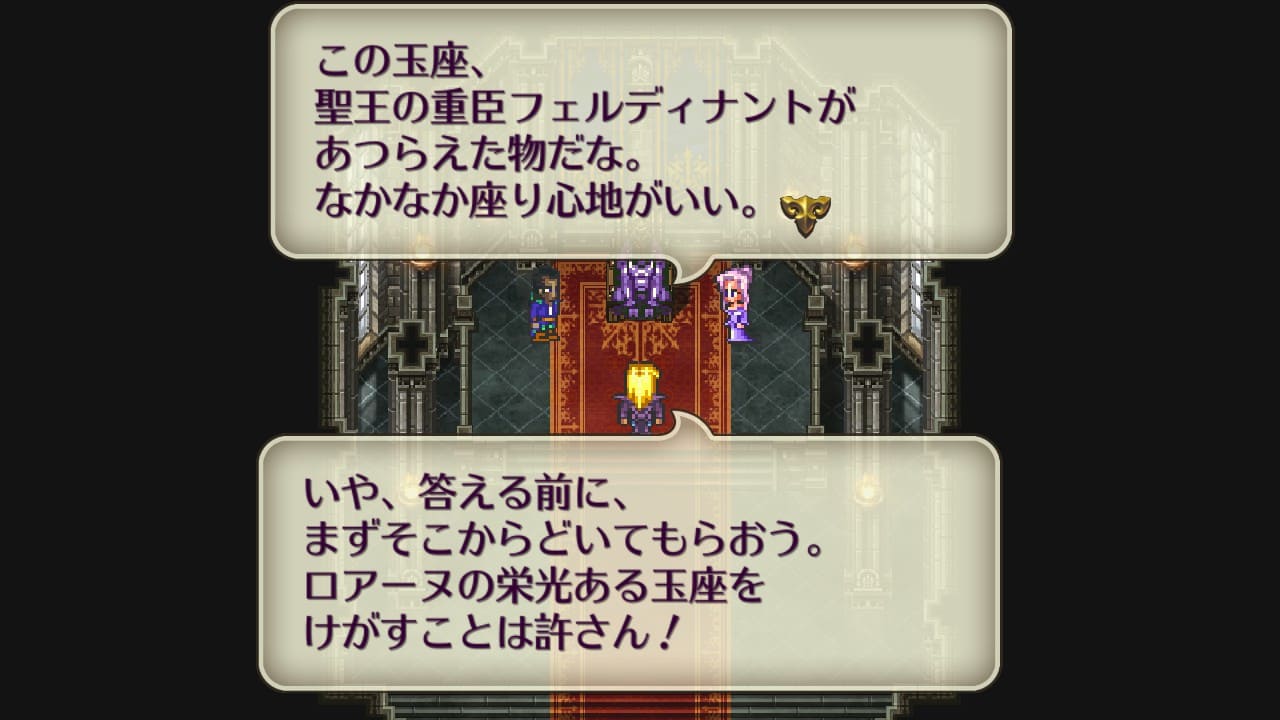 この玉座、
聖王の重臣フェルディナントが
あつらえた物だな。
なかなか座り心地がいい。
いや、答える前に、
まずそこからどいてもらおう。
ロアーヌの栄光ある玉座を
けがすことは許さん！